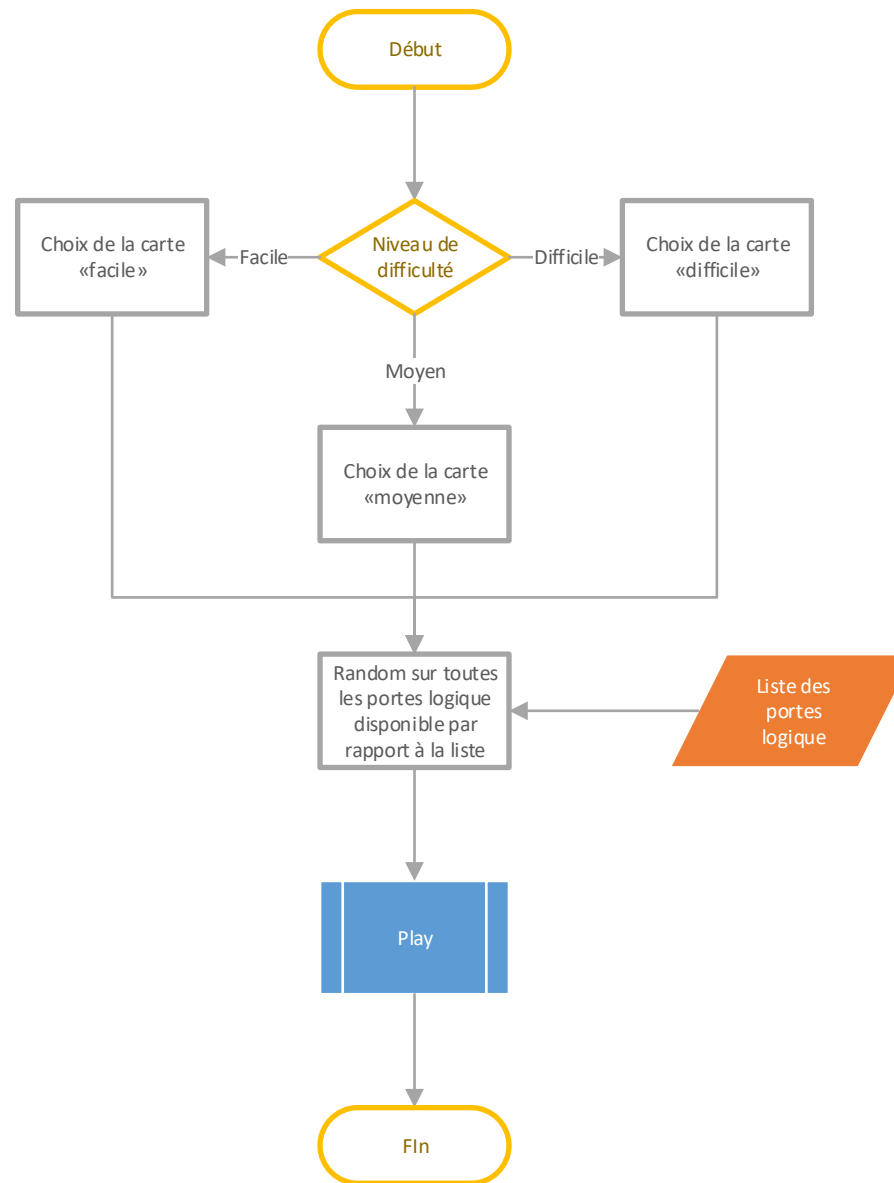 Début
Niveau de
difficulté
Facile
Difficile
Moyen
Choix de la carte
«facile»
Choix de la carte
«difficile»
Choix de la carte
«moyenne»
Random sur toutes
les portes logique
disponible par
rapport à la liste
Liste des
portes
logique
Play
FIn